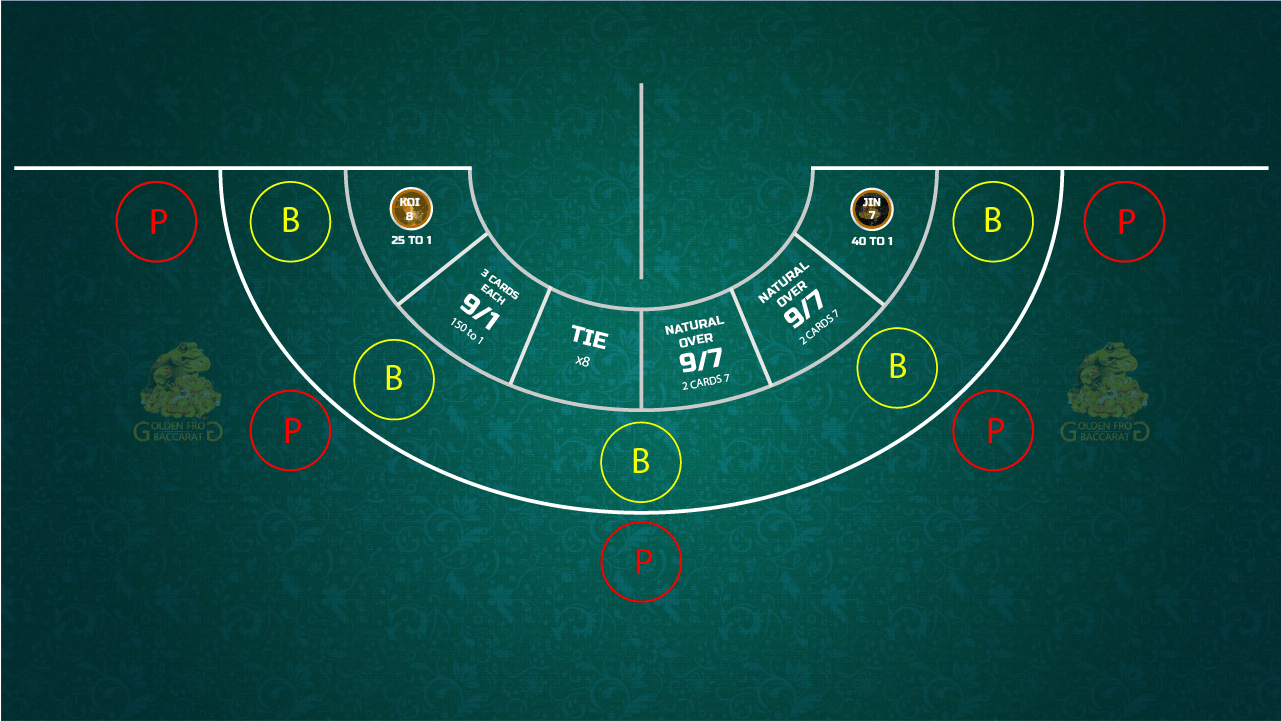 P
B
KOI
8
25 TO 1
JIN
7
40 TO 1
B
P
3 CARDS
EACH
9/1
150 to 1
TIE
x8
NATURAL
OVER
9/7
2 CARDS 7
NATURAL
OVER
9/7
2 CARDS 7
B
B
P
P
GOLDEN FROG
BACCARAT
GOLDEN FROG
BACCARAT
B
P